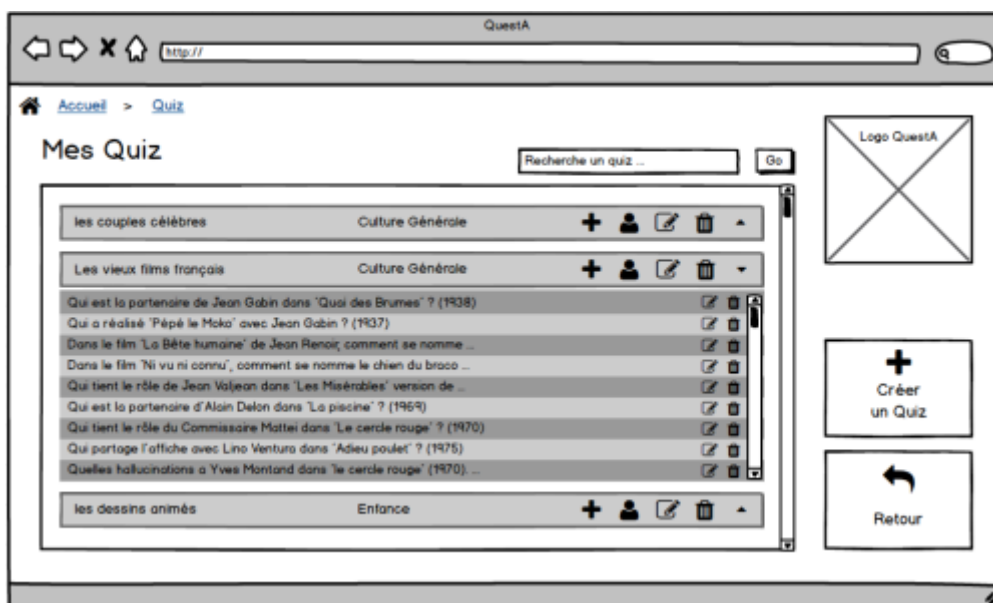 QuestA
http://
Accueil > Quiz
Mes Quiz
Recherche un quiz ...
Go
Logo QuestA
les couples célèbres Culture Générale
Les vieux films français Culture Générale
Qui est la partenaire de Jean Gabin dans "Quai des Brumes" ? (1938)
Qui a réalisé "Pépé le Moko" avec Jean Gabin ? (1937)
Dans le film "La Bête humaine" de Jean Renoir, comment se nomme ...
Dans le film "Ni vu ni connu", comment se nomme le chien du braco ...
Qui tient le rôle de Jean Valjean dans "Les Misérables" version de ...
Qui est la partenaire d'Alain Delon dans "La piscine" ? (1969)
Qui tient le rôle du Commissaire Mattei dans "Le cercle rouge" ? (1970)
Qui partage l'affiche avec Lino Ventura dans "Adieu poulet" ? (1975)
Quelles hallucinations a Yves Montand dans "le cercle rouge" (1970). ...
les dessins animés Enfance
Créer
un Quiz
Retour